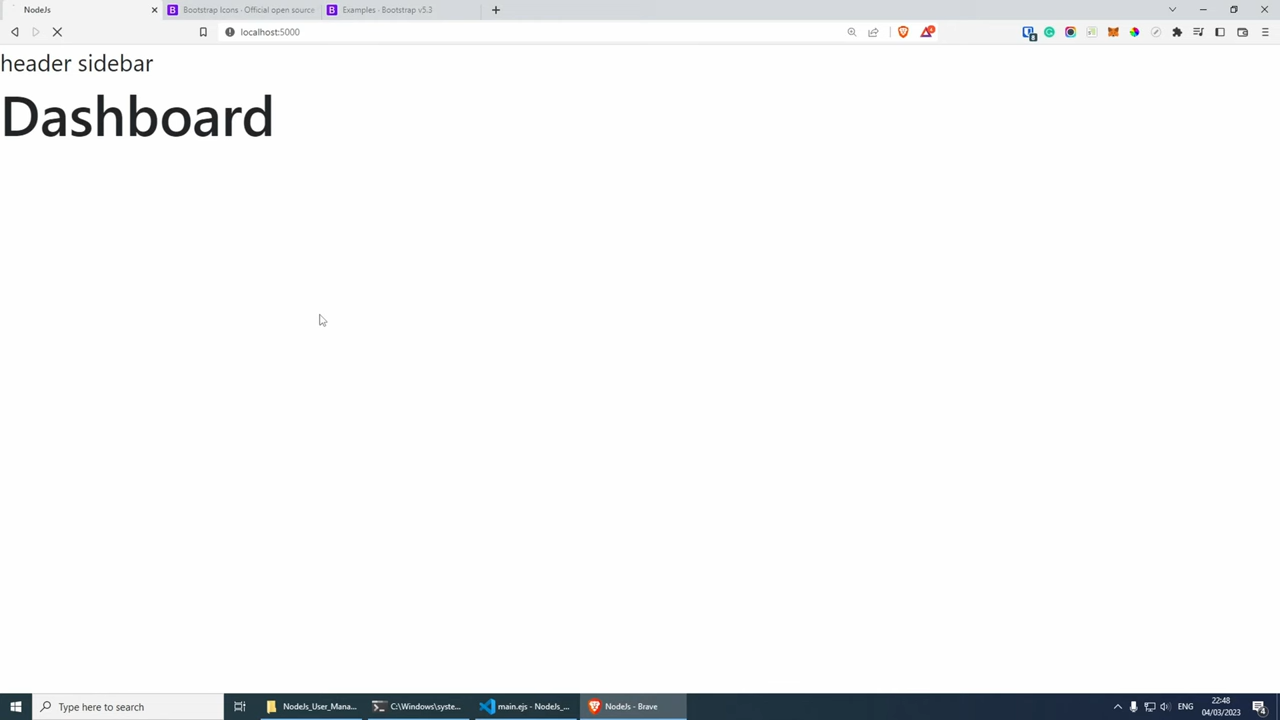 NodeJs
Bootstrap Icons · Official open source
Examples · Bootstrap v5.3
localhost:5000
header sidebar
Dashboard
Type here to search
NodeJs_User_Mana...
C:\Windows\syste...
main.ejs - NodeJs_...
NodeJs - Brave
ENG
22:48
04/03/2023
4